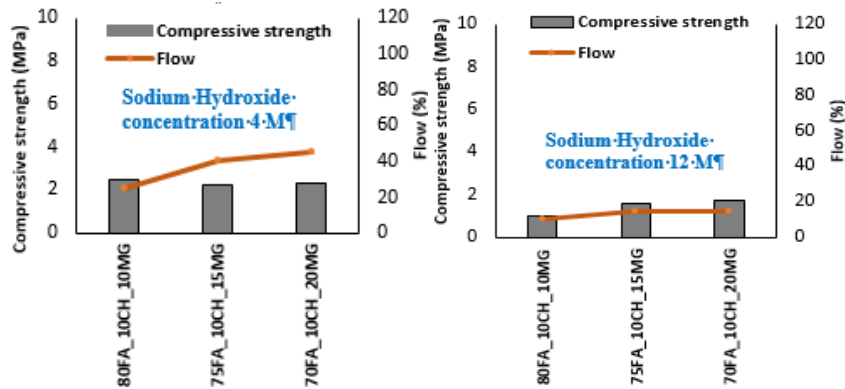 Compressive strength (MPa)
10
8
6
4
2
0
Compressive strength
Flow
Sodium·Hydroxide·
concentration·4·M¶
120
100
80
60
40
20
0
Flow (%)
80FA_10CH_10MG
75FA_10CH_15MG
70FA_10CH_20MG
Compressive strength (MPa)
10
8
6
4
2
0
Compressive strength
Flow
Sodium·Hydroxide·
concentration·12·M¶
120
100
80
60
40
20
0
Flow (%)
80FA_10CH_10MG
75FA_10CH_15MG
70FA_10CH_20MG